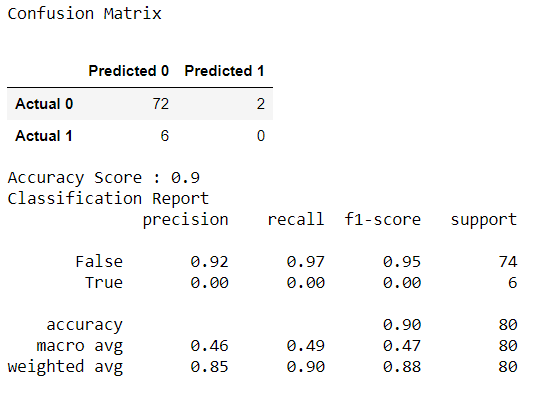 Confusion Matrix
Predicted 0 Predicted 1
Actual 0 72 2
Actual 1 6 0
Accuracy Score : 0.9
Classification Report
precision recall f1-score support
False 0.92 0.97 0.95 74
True 0.00 0.00 0.00 6
accuracy 0.90 80
macro avg 0.46 0.49 0.47 80
weighted avg 0.85 0.90 0.88 80